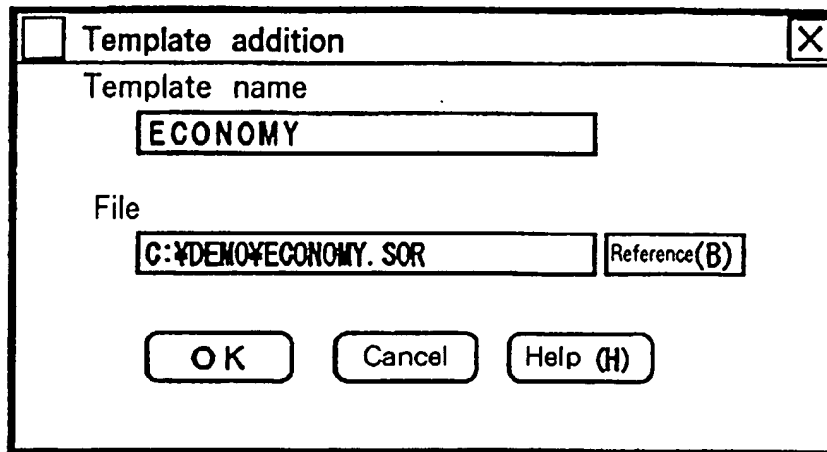 Template addition
Template name
ECONOMY
File
C:¥DEMO¥ECONOMY.SOR Reference(B)
OK Cancel Help (H)